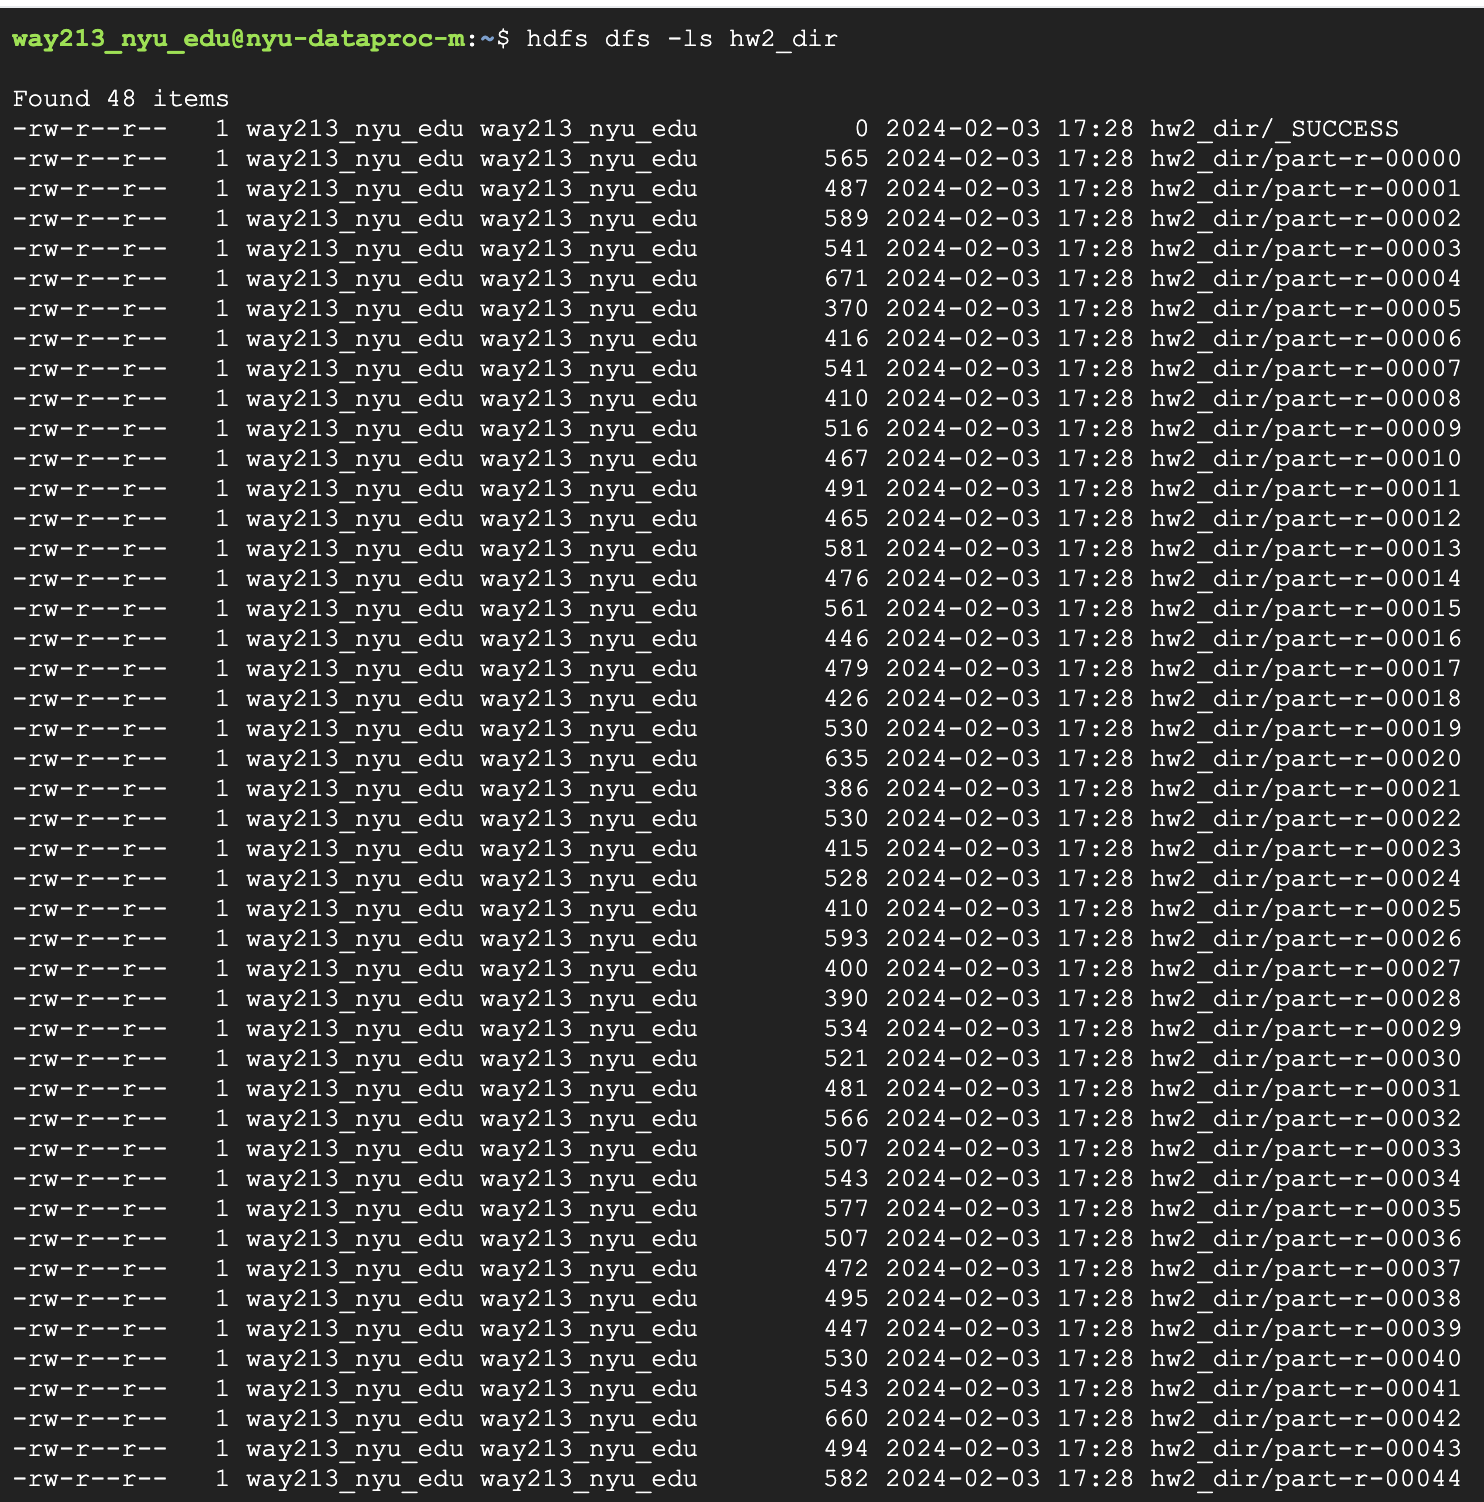 way213_nyu_edu@nyu-dataproc-m:~$ hdfs dfs -ls hw2_dir
Found 48 items
-rw-r--r--   1 way213_nyu_edu way213_nyu_edu          0 2024-02-03 17:28 hw2_dir/_SUCCESS
-rw-r--r--   1 way213_nyu_edu way213_nyu_edu        565 2024-02-03 17:28 hw2_dir/part-r-00000
-rw-r--r--   1 way213_nyu_edu way213_nyu_edu        487 2024-02-03 17:28 hw2_dir/part-r-00001
-rw-r--r--   1 way213_nyu_edu way213_nyu_edu        589 2024-02-03 17:28 hw2_dir/part-r-00002
-rw-r--r--   1 way213_nyu_edu way213_nyu_edu        541 2024-02-03 17:28 hw2_dir/part-r-00003
-rw-r--r--   1 way213_nyu_edu way213_nyu_edu        671 2024-02-03 17:28 hw2_dir/part-r-00004
-rw-r--r--   1 way213_nyu_edu way213_nyu_edu        370 2024-02-03 17:28 hw2_dir/part-r-00005
-rw-r--r--   1 way213_nyu_edu way213_nyu_edu        416 2024-02-03 17:28 hw2_dir/part-r-00006
-rw-r--r--   1 way213_nyu_edu way213_nyu_edu        541 2024-02-03 17:28 hw2_dir/part-r-00007
-rw-r--r--   1 way213_nyu_edu way213_nyu_edu        410 2024-02-03 17:28 hw2_dir/part-r-00008
-rw-r--r--   1 way213_nyu_edu way213_nyu_edu        516 2024-02-03 17:28 hw2_dir/part-r-00009
-rw-r--r--   1 way213_nyu_edu way213_nyu_edu        467 2024-02-03 17:28 hw2_dir/part-r-00010
-rw-r--r--   1 way213_nyu_edu way213_nyu_edu        491 2024-02-03 17:28 hw2_dir/part-r-00011
-rw-r--r--   1 way213_nyu_edu way213_nyu_edu        465 2024-02-03 17:28 hw2_dir/part-r-00012
-rw-r--r--   1 way213_nyu_edu way213_nyu_edu        581 2024-02-03 17:28 hw2_dir/part-r-00013
-rw-r--r--   1 way213_nyu_edu way213_nyu_edu        476 2024-02-03 17:28 hw2_dir/part-r-00014
-rw-r--r--   1 way213_nyu_edu way213_nyu_edu        561 2024-02-03 17:28 hw2_dir/part-r-00015
-rw-r--r--   1 way213_nyu_edu way213_nyu_edu        446 2024-02-03 17:28 hw2_dir/part-r-00016
-rw-r--r--   1 way213_nyu_edu way213_nyu_edu        479 2024-02-03 17:28 hw2_dir/part-r-00017
-rw-r--r--   1 way213_nyu_edu way213_nyu_edu        426 2024-02-03 17:28 hw2_dir/part-r-00018
-rw-r--r--   1 way213_nyu_edu way213_nyu_edu        530 2024-02-03 17:28 hw2_dir/part-r-00019
-rw-r--r--   1 way213_nyu_edu way213_nyu_edu        635 2024-02-03 17:28 hw2_dir/part-r-00020
-rw-r--r--   1 way213_nyu_edu way213_nyu_edu        386 2024-02-03 17:28 hw2_dir/part-r-00021
-rw-r--r--   1 way213_nyu_edu way213_nyu_edu        530 2024-02-03 17:28 hw2_dir/part-r-00022
-rw-r--r--   1 way213_nyu_edu way213_nyu_edu        415 2024-02-03 17:28 hw2_dir/part-r-00023
-rw-r--r--   1 way213_nyu_edu way213_nyu_edu        528 2024-02-03 17:28 hw2_dir/part-r-00024
-rw-r--r--   1 way213_nyu_edu way213_nyu_edu        410 2024-02-03 17:28 hw2_dir/part-r-00025
-rw-r--r--   1 way213_nyu_edu way213_nyu_edu        593 2024-02-03 17:28 hw2_dir/part-r-00026
-rw-r--r--   1 way213_nyu_edu way213_nyu_edu        400 2024-02-03 17:28 hw2_dir/part-r-00027
-rw-r--r--   1 way213_nyu_edu way213_nyu_edu        390 2024-02-03 17:28 hw2_dir/part-r-00028
-rw-r--r--   1 way213_nyu_edu way213_nyu_edu        534 2024-02-03 17:28 hw2_dir/part-r-00029
-rw-r--r--   1 way213_nyu_edu way213_nyu_edu        521 2024-02-03 17:28 hw2_dir/part-r-00030
-rw-r--r--   1 way213_nyu_edu way213_nyu_edu        481 2024-02-03 17:28 hw2_dir/part-r-00031
-rw-r--r--   1 way213_nyu_edu way213_nyu_edu        566 2024-02-03 17:28 hw2_dir/part-r-00032
-rw-r--r--   1 way213_nyu_edu way213_nyu_edu        507 2024-02-03 17:28 hw2_dir/part-r-00033
-rw-r--r--   1 way213_nyu_edu way213_nyu_edu        543 2024-02-03 17:28 hw2_dir/part-r-00034
-rw-r--r--   1 way213_nyu_edu way213_nyu_edu        577 2024-02-03 17:28 hw2_dir/part-r-00035
-rw-r--r--   1 way213_nyu_edu way213_nyu_edu        507 2024-02-03 17:28 hw2_dir/part-r-00036
-rw-r--r--   1 way213_nyu_edu way213_nyu_edu        472 2024-02-03 17:28 hw2_dir/part-r-00037
-rw-r--r--   1 way213_nyu_edu way213_nyu_edu        495 2024-02-03 17:28 hw2_dir/part-r-00038
-rw-r--r--   1 way213_nyu_edu way213_nyu_edu        447 2024-02-03 17:28 hw2_dir/part-r-00039
-rw-r--r--   1 way213_nyu_edu way213_nyu_edu        530 2024-02-03 17:28 hw2_dir/part-r-00040
-rw-r--r--   1 way213_nyu_edu way213_nyu_edu        543 2024-02-03 17:28 hw2_dir/part-r-00041
-rw-r--r--   1 way213_nyu_edu way213_nyu_edu        660 2024-02-03 17:28 hw2_dir/part-r-00042
-rw-r--r--   1 way213_nyu_edu way213_nyu_edu        494 2024-02-03 17:28 hw2_dir/part-r-00043
-rw-r--r--   1 way213_nyu_edu way213_nyu_edu        582 2024-02-03 17:28 hw2_dir/part-r-00044